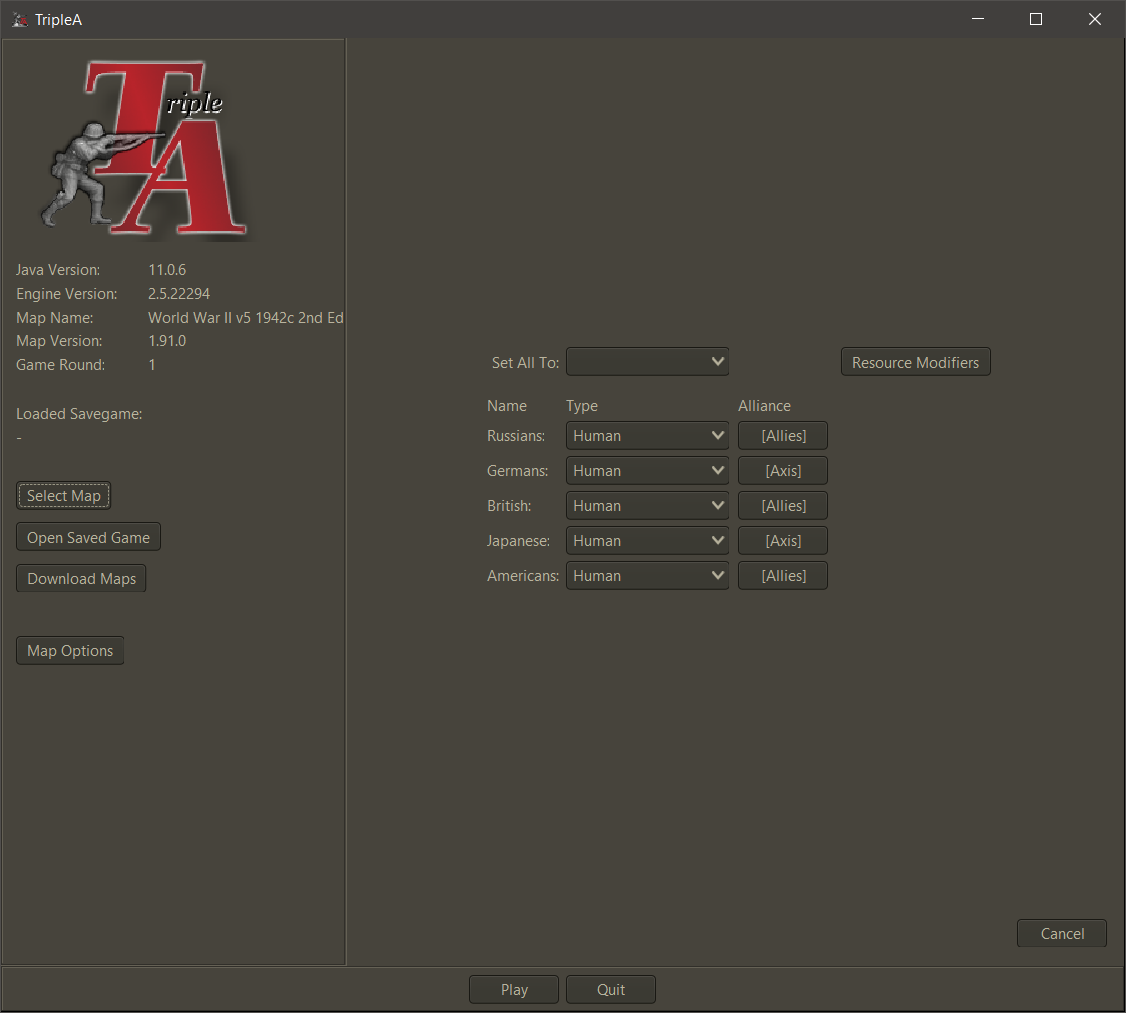 TripleA
Triple
A
Java Version: 11.0.6
Engine Version: 2.5.22294
Map Name: World War II v5 1942c 2nd Ed
Map Version: 1.91.0
Game Round: 1
Loaded Savegame:
-
Select Map
Open Saved Game
Download Maps
Map Options
Set All To:
Resource Modifiers
Name Type Alliance
Russians: Human [Allies]
Germans: Human [Axis]
British: Human [Allies]
Japanese: Human [Axis]
Americans: Human [Allies]
Cancel
Play Quit